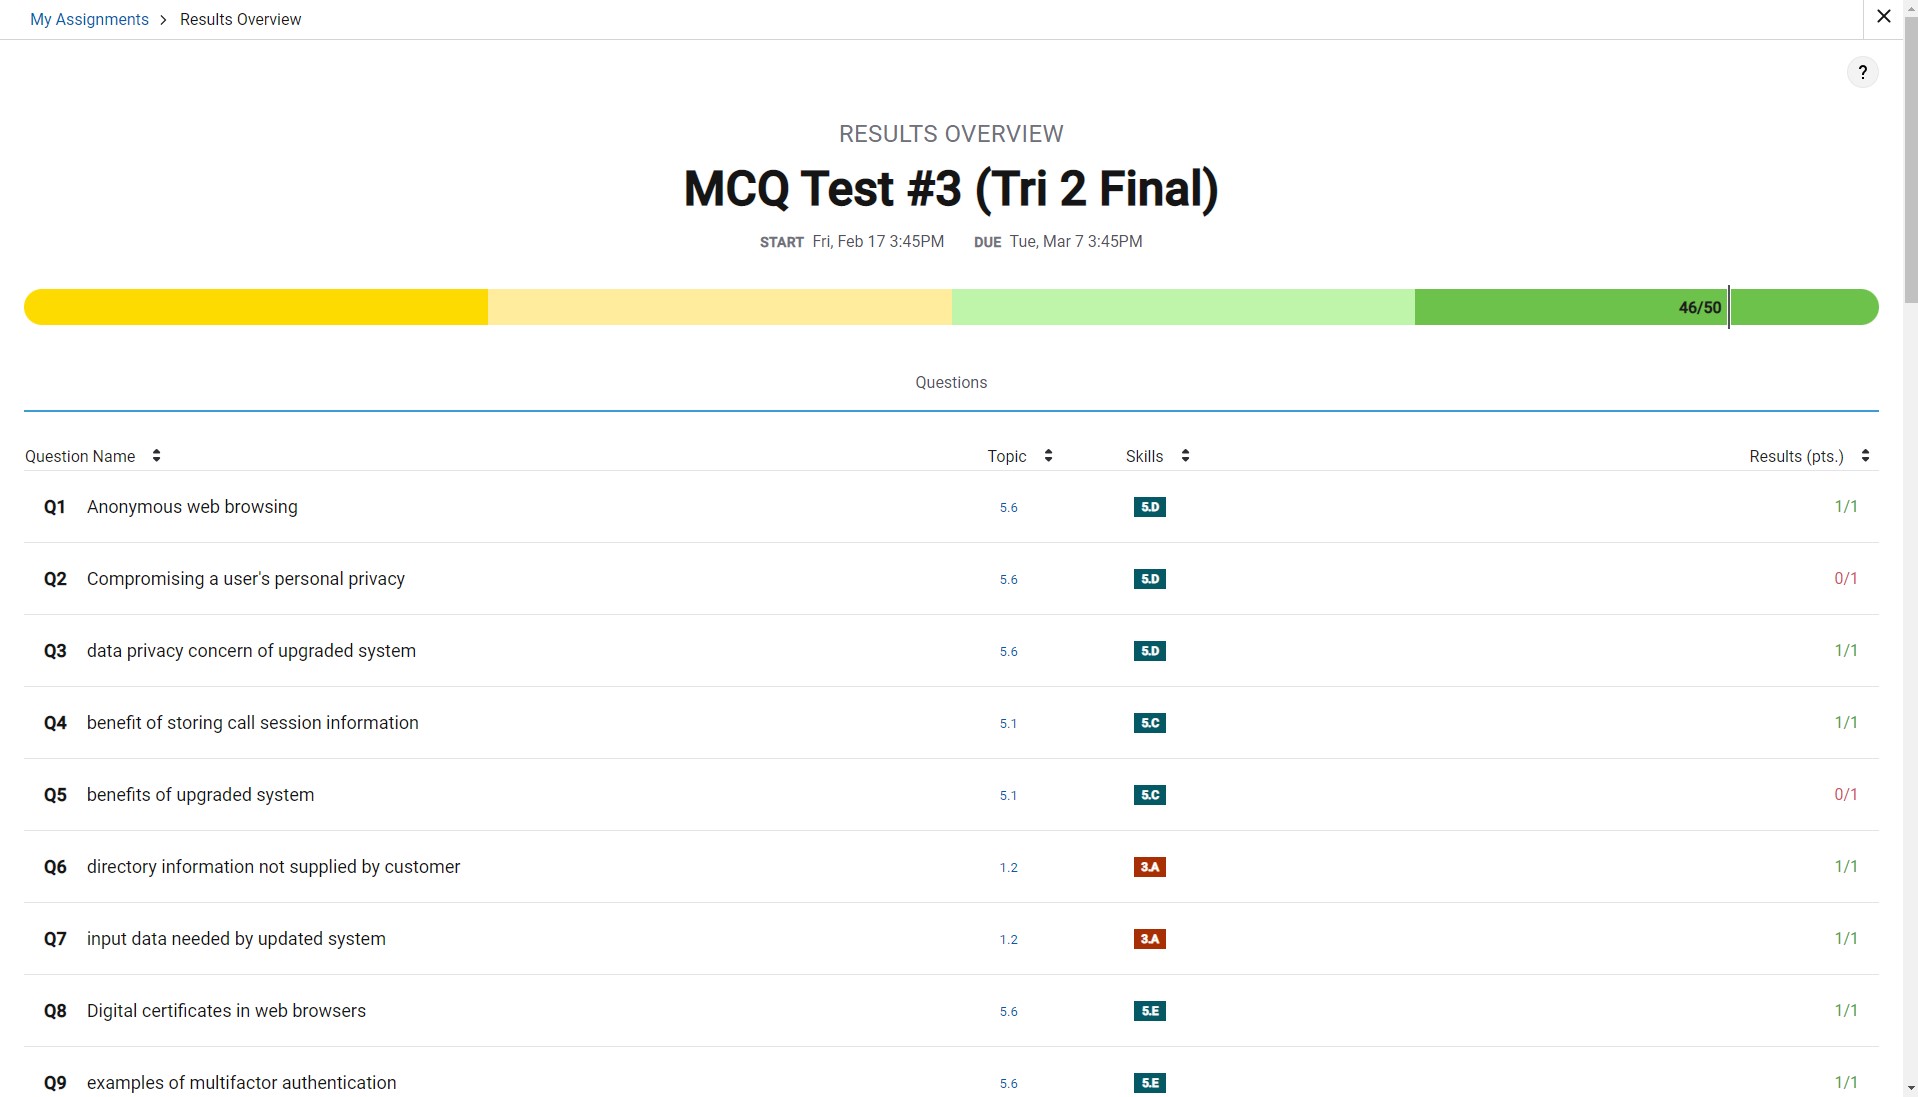 My Assignments > Results Overview
?
RESULTS OVERVIEW
MCQ Test #3 (Tri 2 Final)
START Fri, Feb 17 3:45PM DUE Tue, Mar 7 3:45PM
46/50
Questions
Question Name Topic Skills Results (pts.)
Q1 Anonymous web browsing 5.6 5.D 1/1
Q2 Compromising a user's personal privacy 5.6 5.D 0/1
Q3 data privacy concern of upgraded system 5.6 5.D 1/1
Q4 benefit of storing call session information 5.1 5.C 1/1
Q5 benefits of upgraded system 5.1 5.C 0/1
Q6 directory information not supplied by customer 1.2 3.A 1/1
Q7 input data needed by updated system 1.2 3.A 1/1
Q8 Digital certificates in web browsers 5.6 5.E 1/1
Q9 examples of multifactor authentication 5.6 5.E 1/1